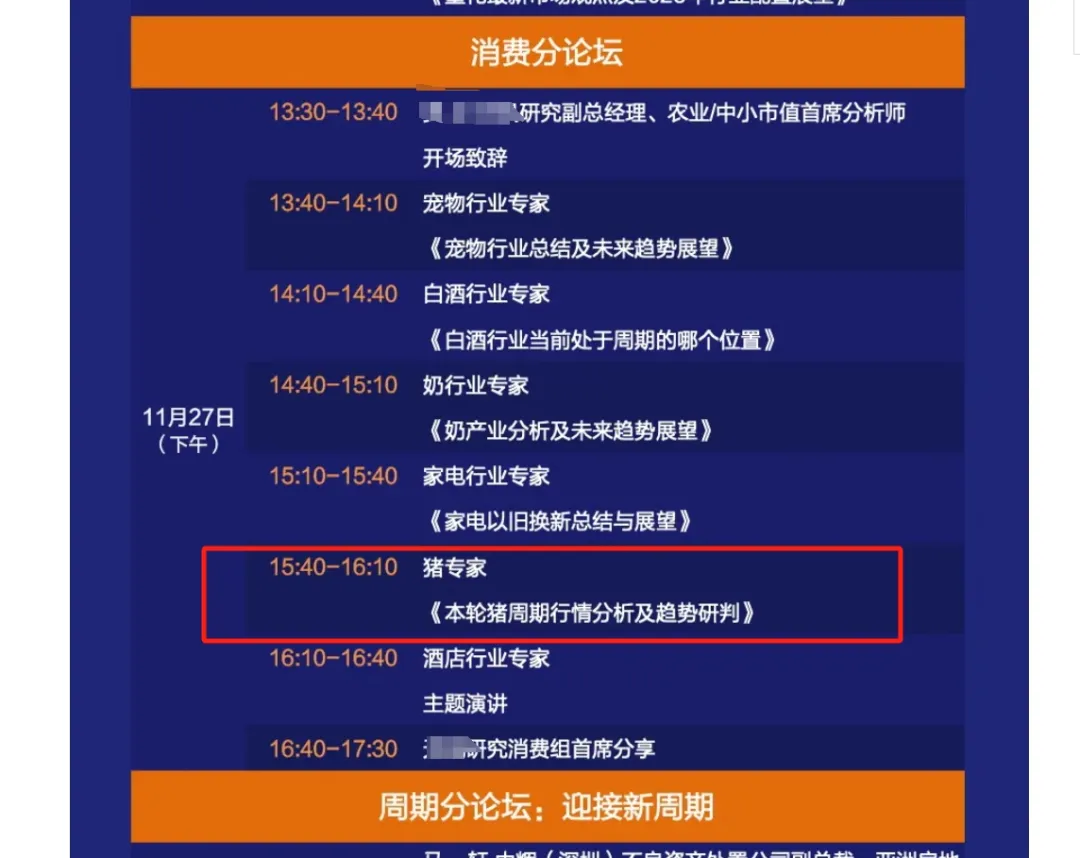 消费分论坛
13:30-13:40 研究副总经理、农业/中小市值首席分析师
开场致辞
13:40-14:10 宠物行业专家
《宠物行业总结及未来趋势展望》
14:10-14:40 白酒行业专家
《白酒行业当前处于周期的哪个位置》
14:40-15:10 奶行业专家
11月27日
《奶产业分析及未来趋势展望》
（下午）
15:10-15:40 家电行业专家
《家电以旧换新总结与展望》
15:40-16:10 猪专家
《本轮猪周期行情分析及趋势研判》
16:10-16:40 酒店行业专家
主题演讲
16:40-17:30 研究消费组首席分享
周期分论坛：迎接新周期